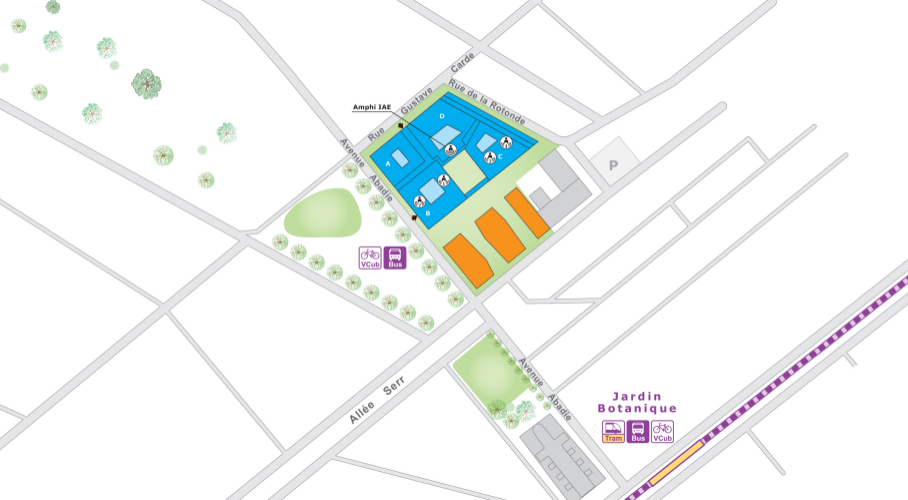 Rue Gustave Carde
Rue de la Rotonde
Amphi IAE
D
A
C
B
Avenue Abadie
P
VCub
Bus
Allée Serr
Avenue Abadie
Jardin
Botanique
Tram
Bus
VCub